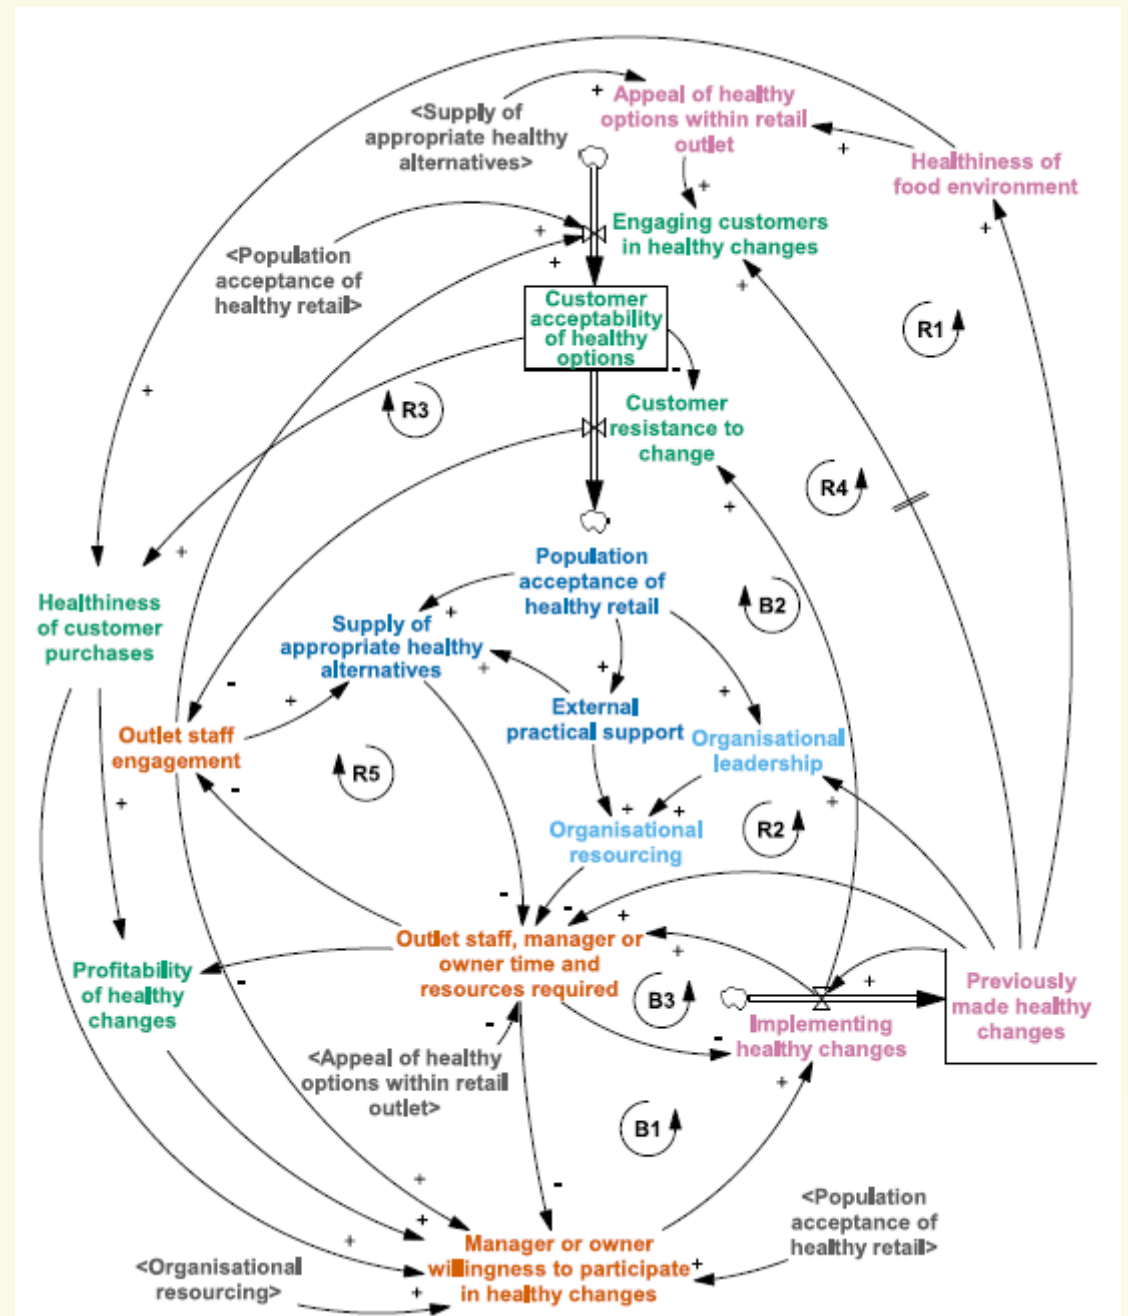 <Supply of
appropriate healthy
alternatives>
+
Appeal of healthy
options within retail
outlet
+
Healthiness of
food environment
+
+
Engaging customers
in healthy changes
+
+
+
<Population
acceptance of
healthy retail>
Customer
acceptability
of healthy
options
R1
+
-
R3
Customer
resistance to
change
R4
+
+
Population
acceptance of
healthy retail
B2
Healthiness
of customer
purchases
Supply of
appropriate healthy
alternatives
+
+
+
-
+
+
External
practical support
Organisational
leadership
Outlet staff
engagement
R5
-
+
+
+
+
R2
Organisational
resourcing
-
-
+
Outlet staff, manager or
owner time and
resources required
+
Profitability
of healthy
changes
-
B3
+
Previously
made healthy
changes
-
-
Implementing
healthy changes
<Appeal of healthy
options within retail
outlet>
+
B1
+
-
+
+
<Population
acceptance of
healthy retail>
Manager or owner
willingness to participate
in healthy changes
+
<Organisational
resourcing>
+